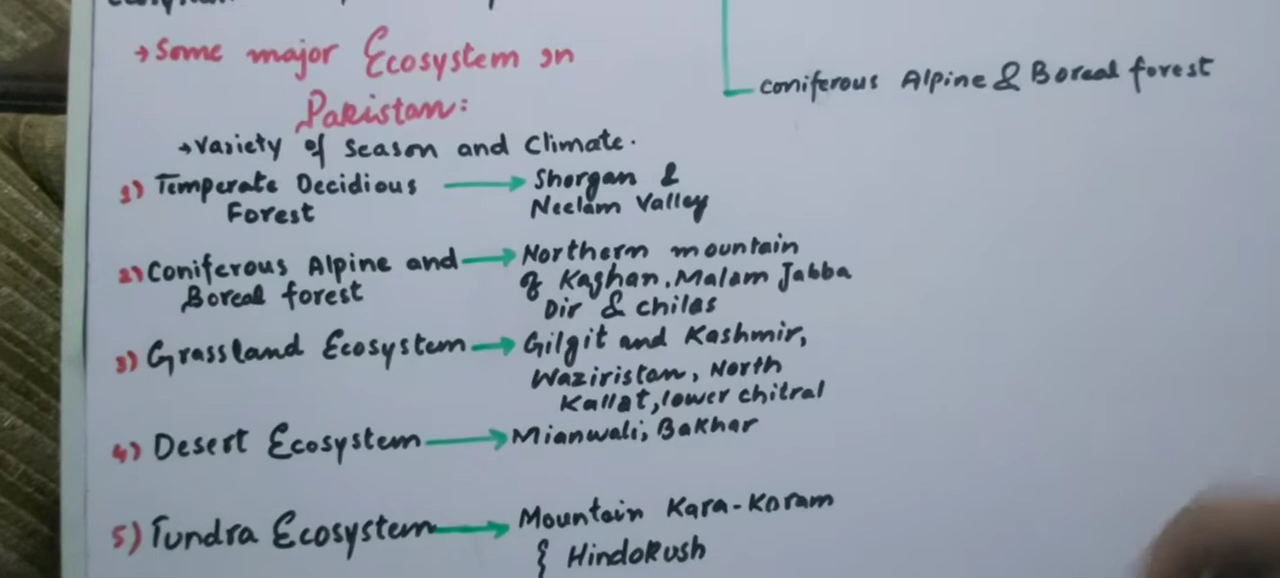 → Some major Ecosystem in
Pakistan:
→ Variety of season and Climate.
1) Temperate Decidious → Shorgan &
Forest Neelam Valley
2) Coniferous Alpine and → Northern mountain
Boreal forest of Kaghan, Malam Jabba
Dir & chilas
3) Grassland Ecosystem → Gilgit and Kashmir,
Waziristan, North
Kallat, lower chitral
4) Desert Ecosystem → Mianwali, Bakhar
5) Tundra Ecosystem → Mountain Kara-Koram
& Hindokush
coniferous Alpine & Boreal forest